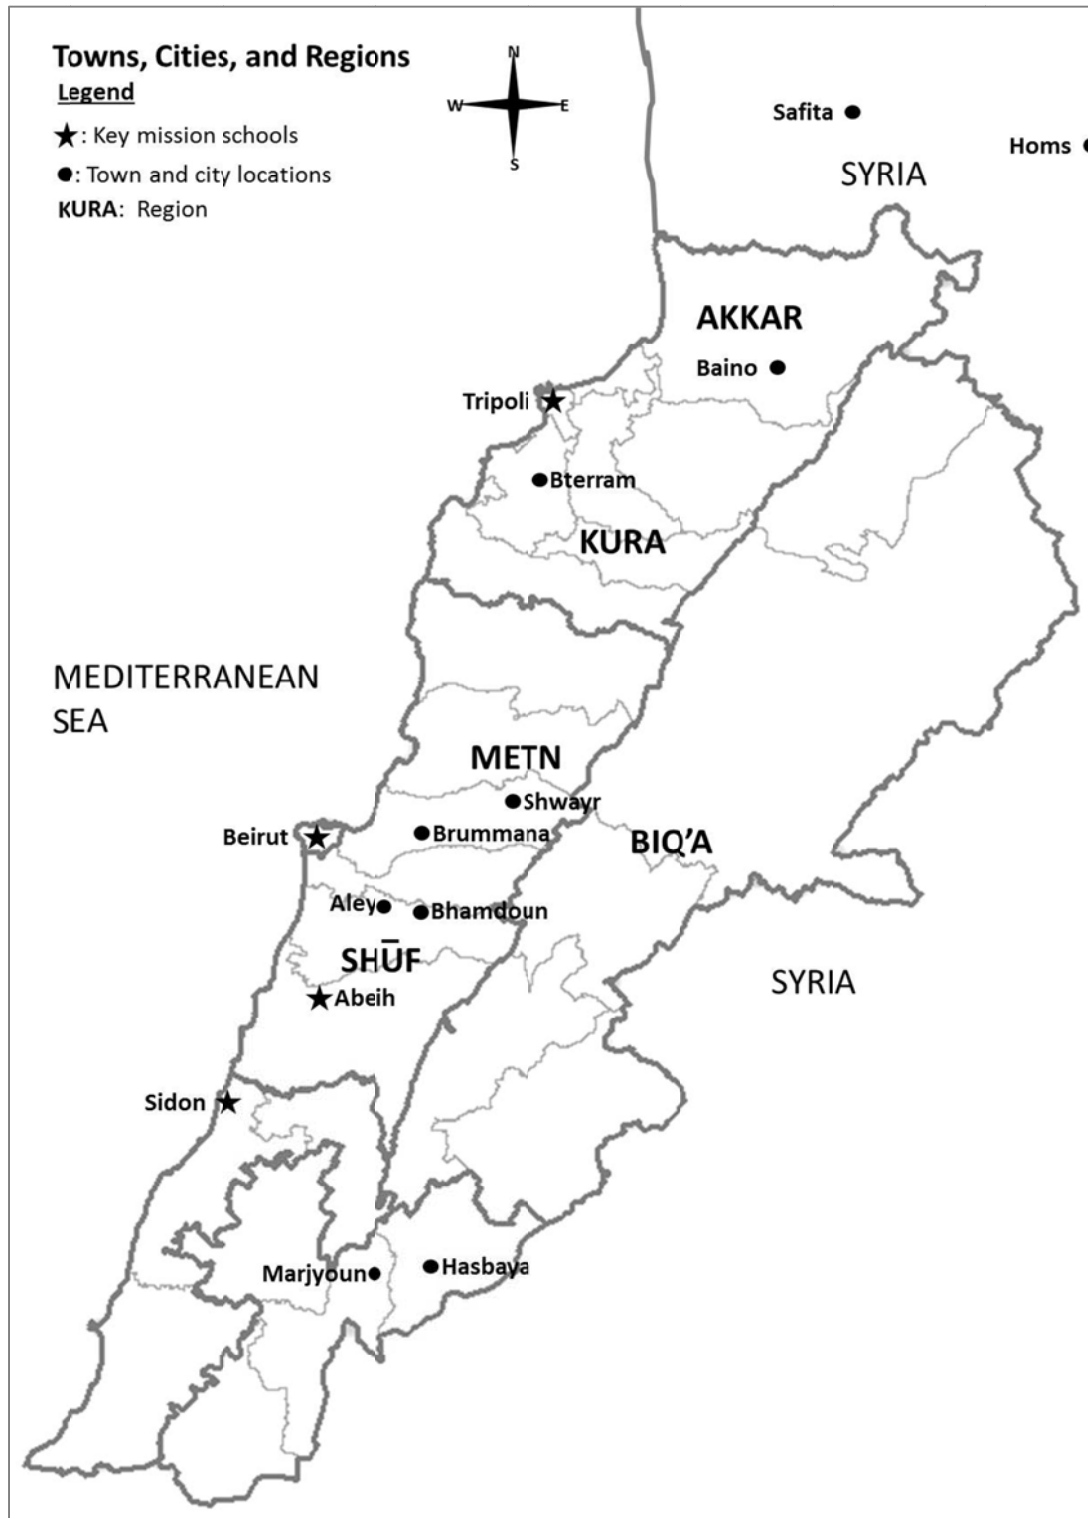 Towns, Cities, and Regions
Legend
★: Key mission schools
●: Town and city locations
KURA: Region
N
W
E
S
Safita
Homs
SYRIA
AKKAR
Baino
Tripoli
Bterram
KURA
MEDITERRANEAN
SEA
METN
Shwayr
Beirut
Brummana
BIQ’A
Aley
Bhamdoun
SHŪF
SYRIA
Abeih
Sidon
Marjyoun
Hasbaya